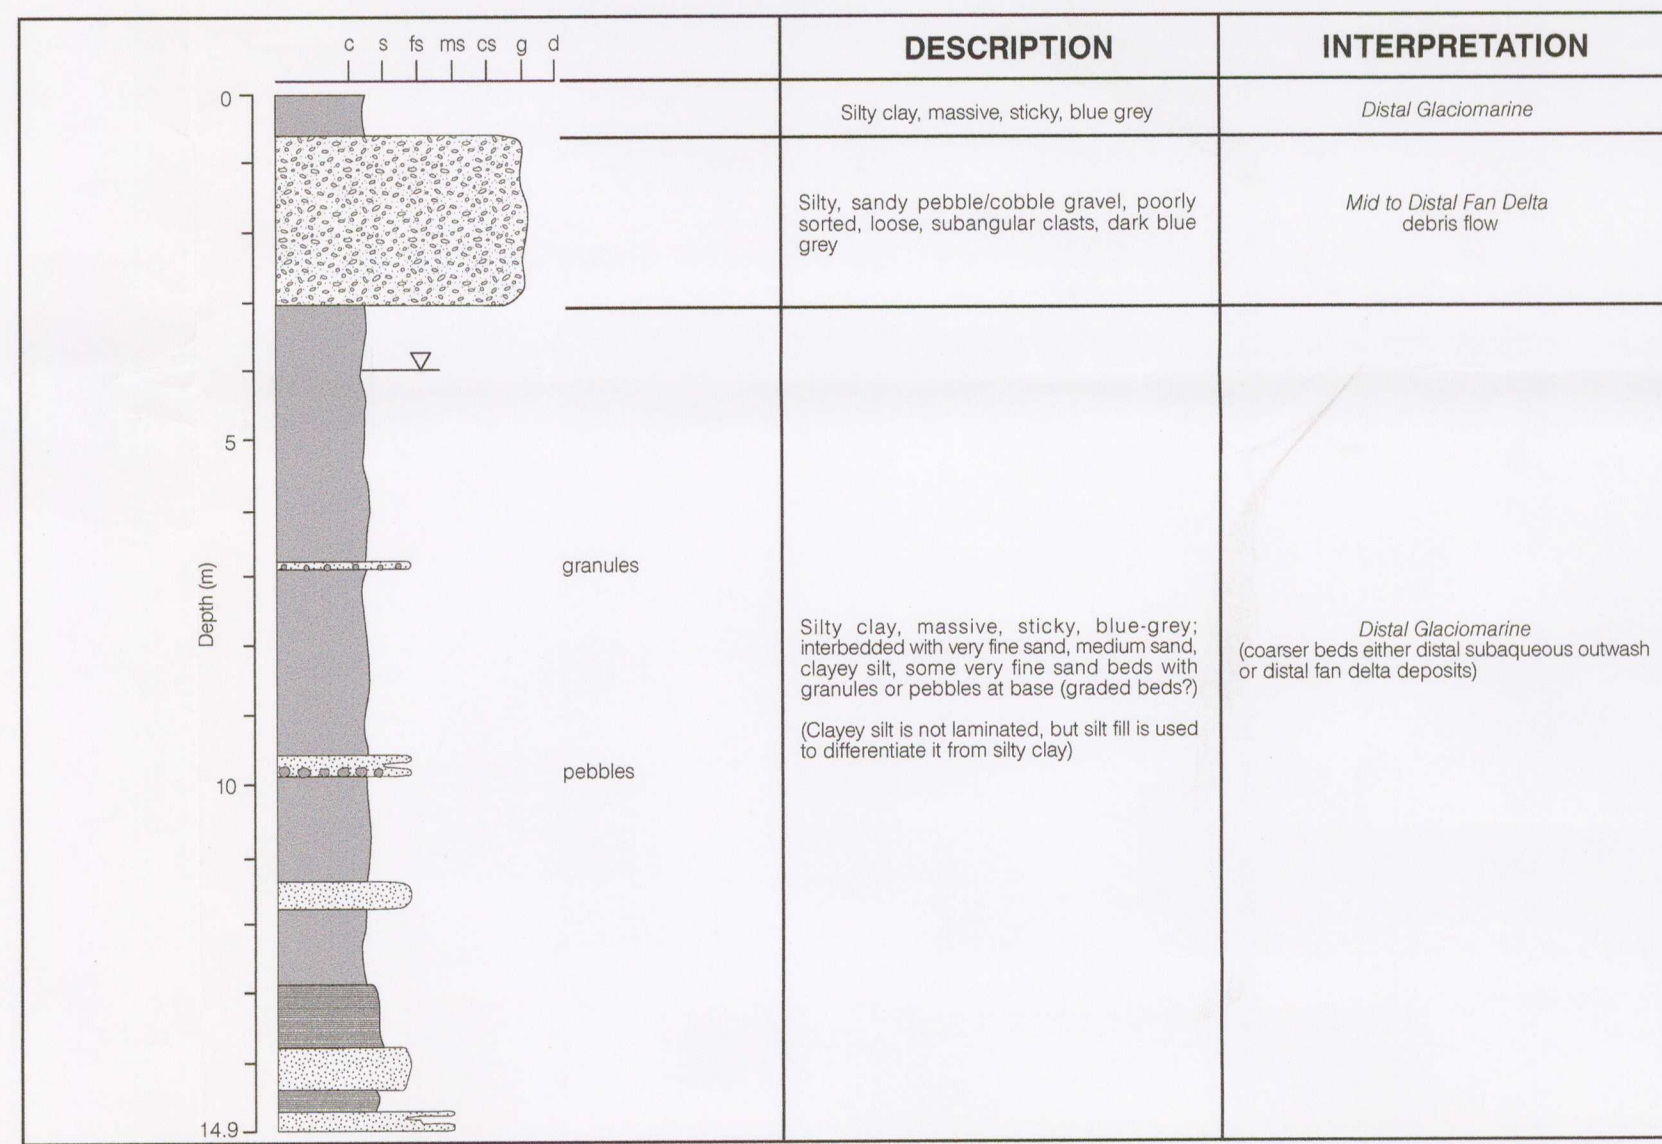 c s fs ms cs g d
DESCRIPTION
INTERPRETATION
0
Silty clay, massive, sticky, blue grey
Distal Glaciomarine
Silty, sandy pebble/cobble gravel, poorly
sorted, loose, subangular clasts, dark blue
grey
Mid to Distal Fan Delta
debris flow
5
granules
Depth (m)
Silty clay, massive, sticky, blue-grey;
interbedded with very fine sand, medium sand,
clayey silt, some very fine sand beds with
granules or pebbles at base (graded beds?)
(Clayey silt is not laminated, but silt fill is used
to differentiate it from silty clay)
Distal Glaciomarine
(coarser beds either distal subaqueous outwash
or distal fan delta deposits)
pebbles
10
14.9